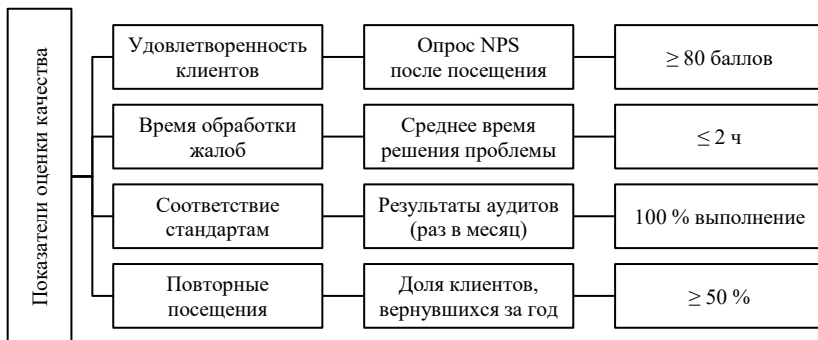 Показатели оценки качества
Удовлетворенность
клиентов
Опрос NPS
после посещения
≥ 80 баллов
Время обработки
жалоб
Среднее время
решения проблемы
≤ 2 ч
Соответствие
стандартам
Результаты аудитов
(раз в месяц)
100 % выполнение
Повторные
посещения
Доля клиентов,
вернувшихся за год
≥ 50 %